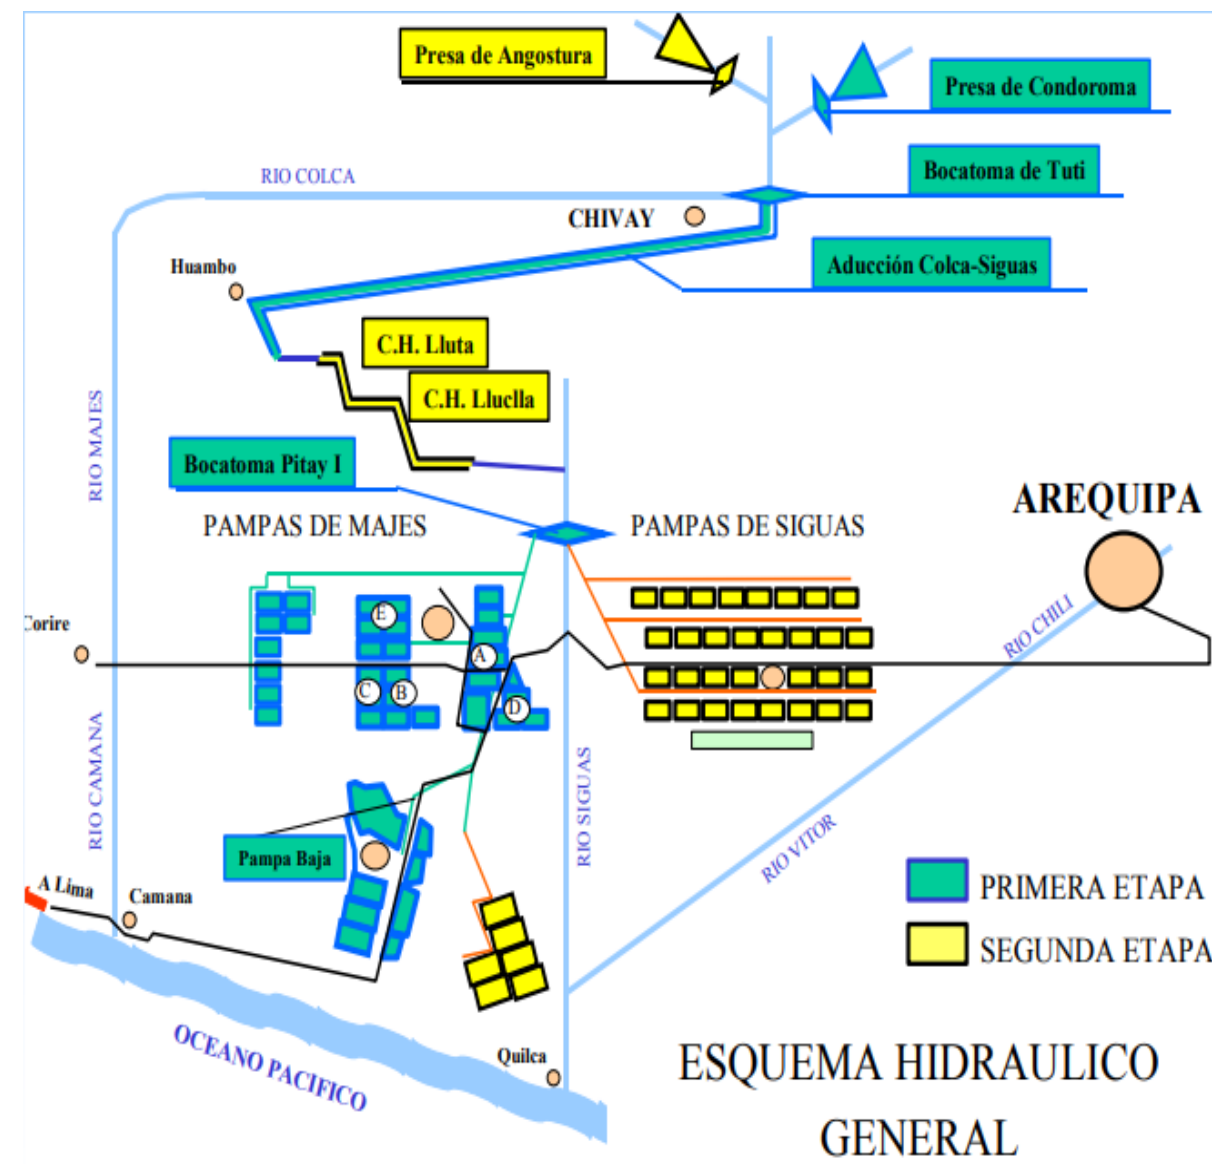 Presa de Angostura
Presa de Condoroma
RIO COLCA
Bocatoma de Tuti
CHIVAY
Huambo
Aducción Colca-Siguas
C.H. Lluta
C.H. Lluclla
RIO MAJES
Bocatoma Pitay I
AREQUIPA
PAMPAS DE MAJES
PAMPAS DE SIGUAS
E
Corire
RIO CHILI
A
C
B
D
RIO CAMANA
RIO SIGUAS
RIO VITOR
Pampa Baja
A Lima
Camana
PRIMERA ETAPA
SEGUNDA ETAPA
OCEANO PACIFICO
Quilca
ESQUEMA HIDRAULICO
GENERAL